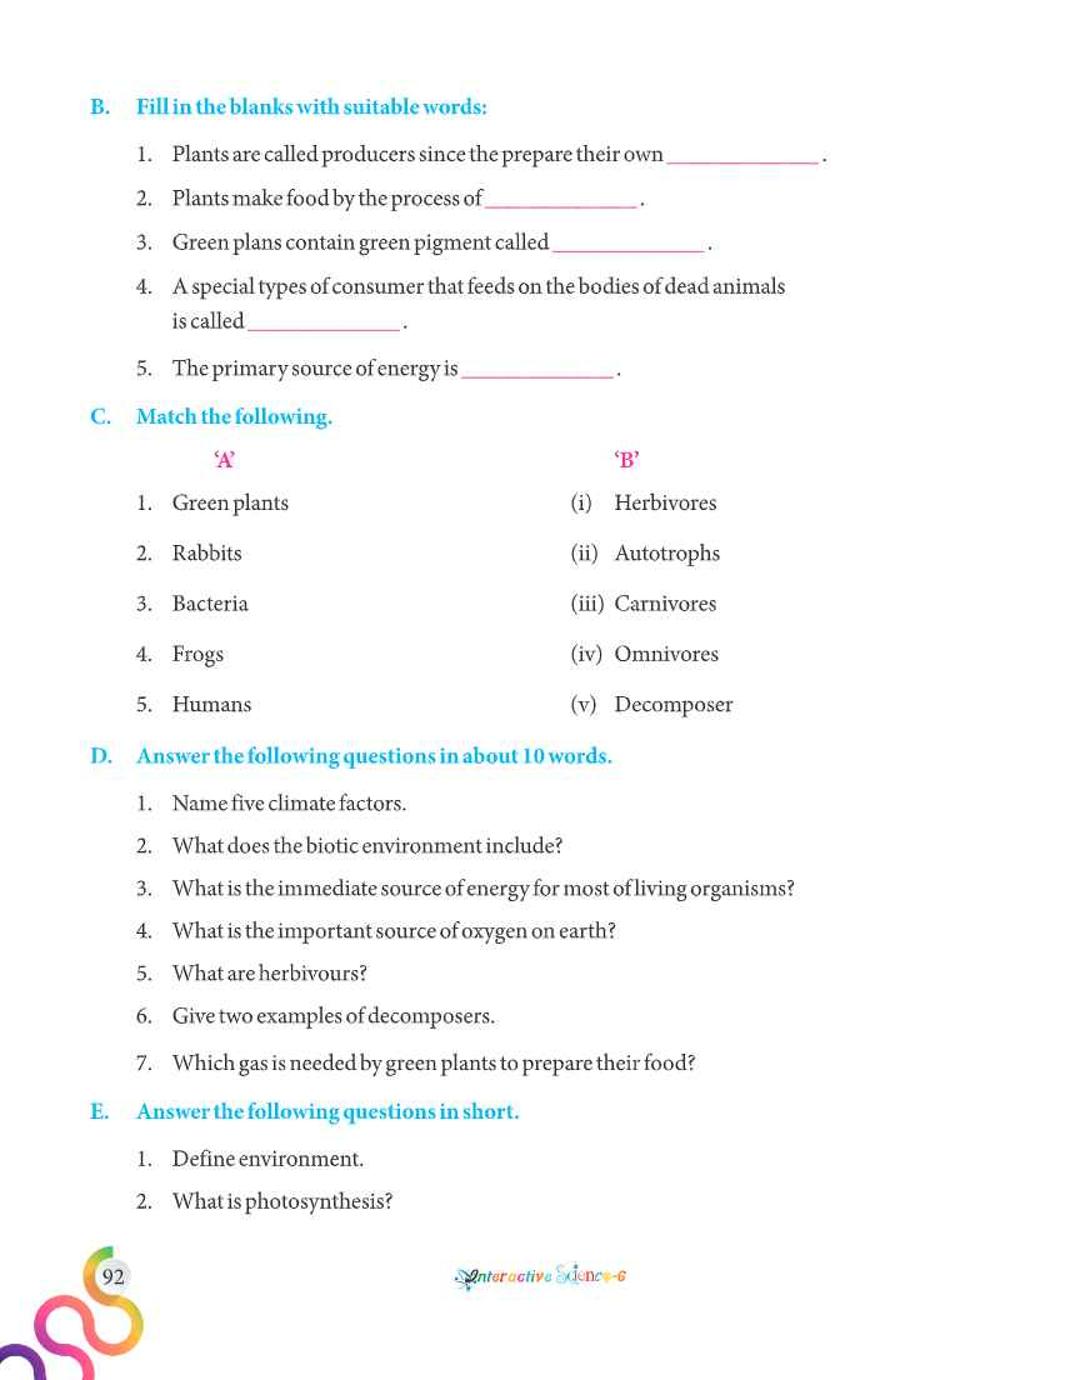 B. Fill in the blanks with suitable words:
1. Plants are called producers since the prepare their own ______________ .
2. Plants make food by the process of ______________ .
3. Green plans contain green pigment called ______________ .
4. A special types of consumer that feeds on the bodies of dead animals
is called ______________ .
5. The primary source of energy is ______________ .
C. Match the following.
‘A’ ‘B’
1. Green plants (i) Herbivores
2. Rabbits (ii) Autotrophs
3. Bacteria (iii) Carnivores
4. Frogs (iv) Omnivores
5. Humans (v) Decomposer
D. Answer the following questions in about 10 words.
1. Name five climate factors.
2. What does the biotic environment include?
3. What is the immediate source of energy for most of living organisms?
4. What is the important source of oxygen on earth?
5. What are herbivours?
6. Give two examples of decomposers.
7. Which gas is needed by green plants to prepare their food?
E. Answer the following questions in short.
1. Define environment.
2. What is photosynthesis?
92 Interactive Science-6